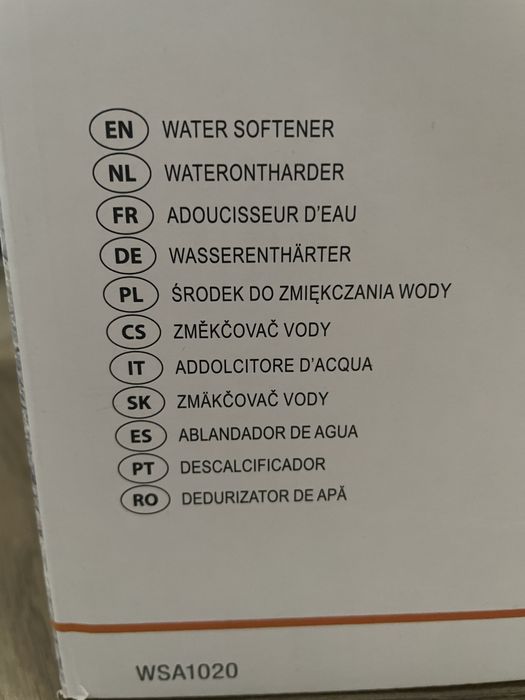 EN WATER SOFTENER
NL WATERONTHARDER
FR ADOUCISSEUR D'EAU
DE WASSERENTHÄRTER
PL ŚRODEK DO ZMIĘKCZANIA WODY
CS ZMĚKČOVAČ VODY
IT ADDOLCITORE D'ACQUA
SK ZMÄKČOVAČ VODY
ES ABLANDADOR DE AGUA
PT DESCALCIFICADOR
RO DEDURIZATOR DE APĂ
WSA1020